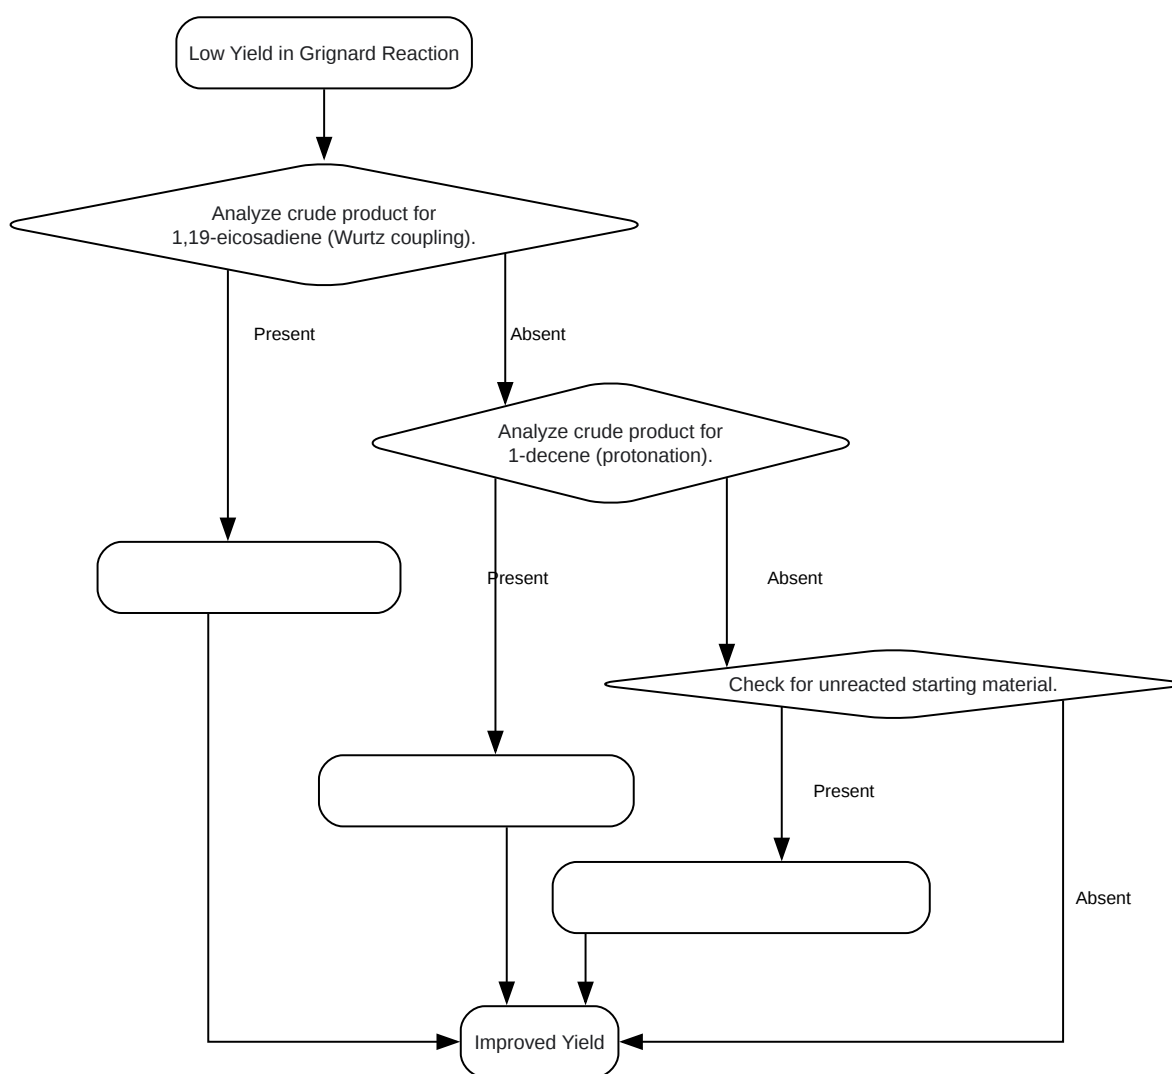 Low Yield in Grignard Reaction
Analyze crude product for
1,19-eicosadiene (Wurtz coupling).
Present
Absent
Analyze crude product for
1-decene (protonation).
Present
Absent
Check for unreacted starting material.
Present
Absent
Improved Yield